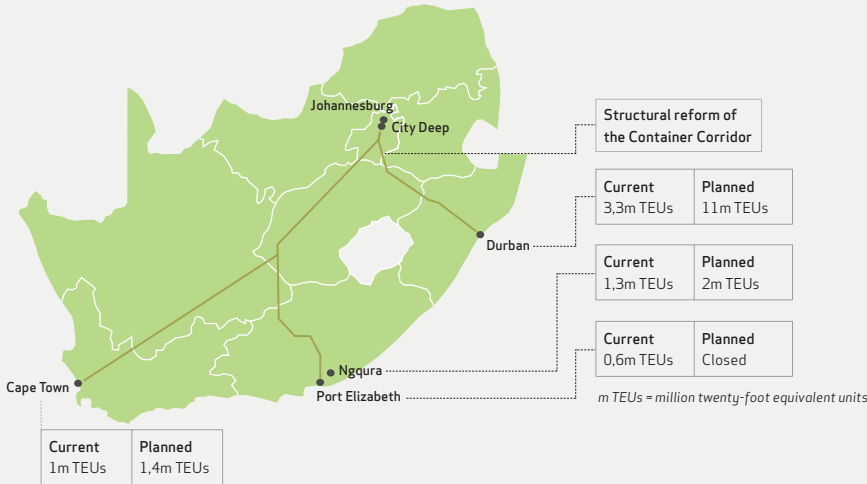 Johannesburg
City Deep
Structural reform of
the Container Corridor
Current Planned
3,3m TEUs 11m TEUs
Durban
Current Planned
1,3m TEUs 2m TEUs
Current Planned
0,6m TEUs Closed
Ngqura
Cape Town
Port Elizabeth
m TEUs = million twenty-foot equivalent units
Current Planned
1m TEUs 1,4m TEUs